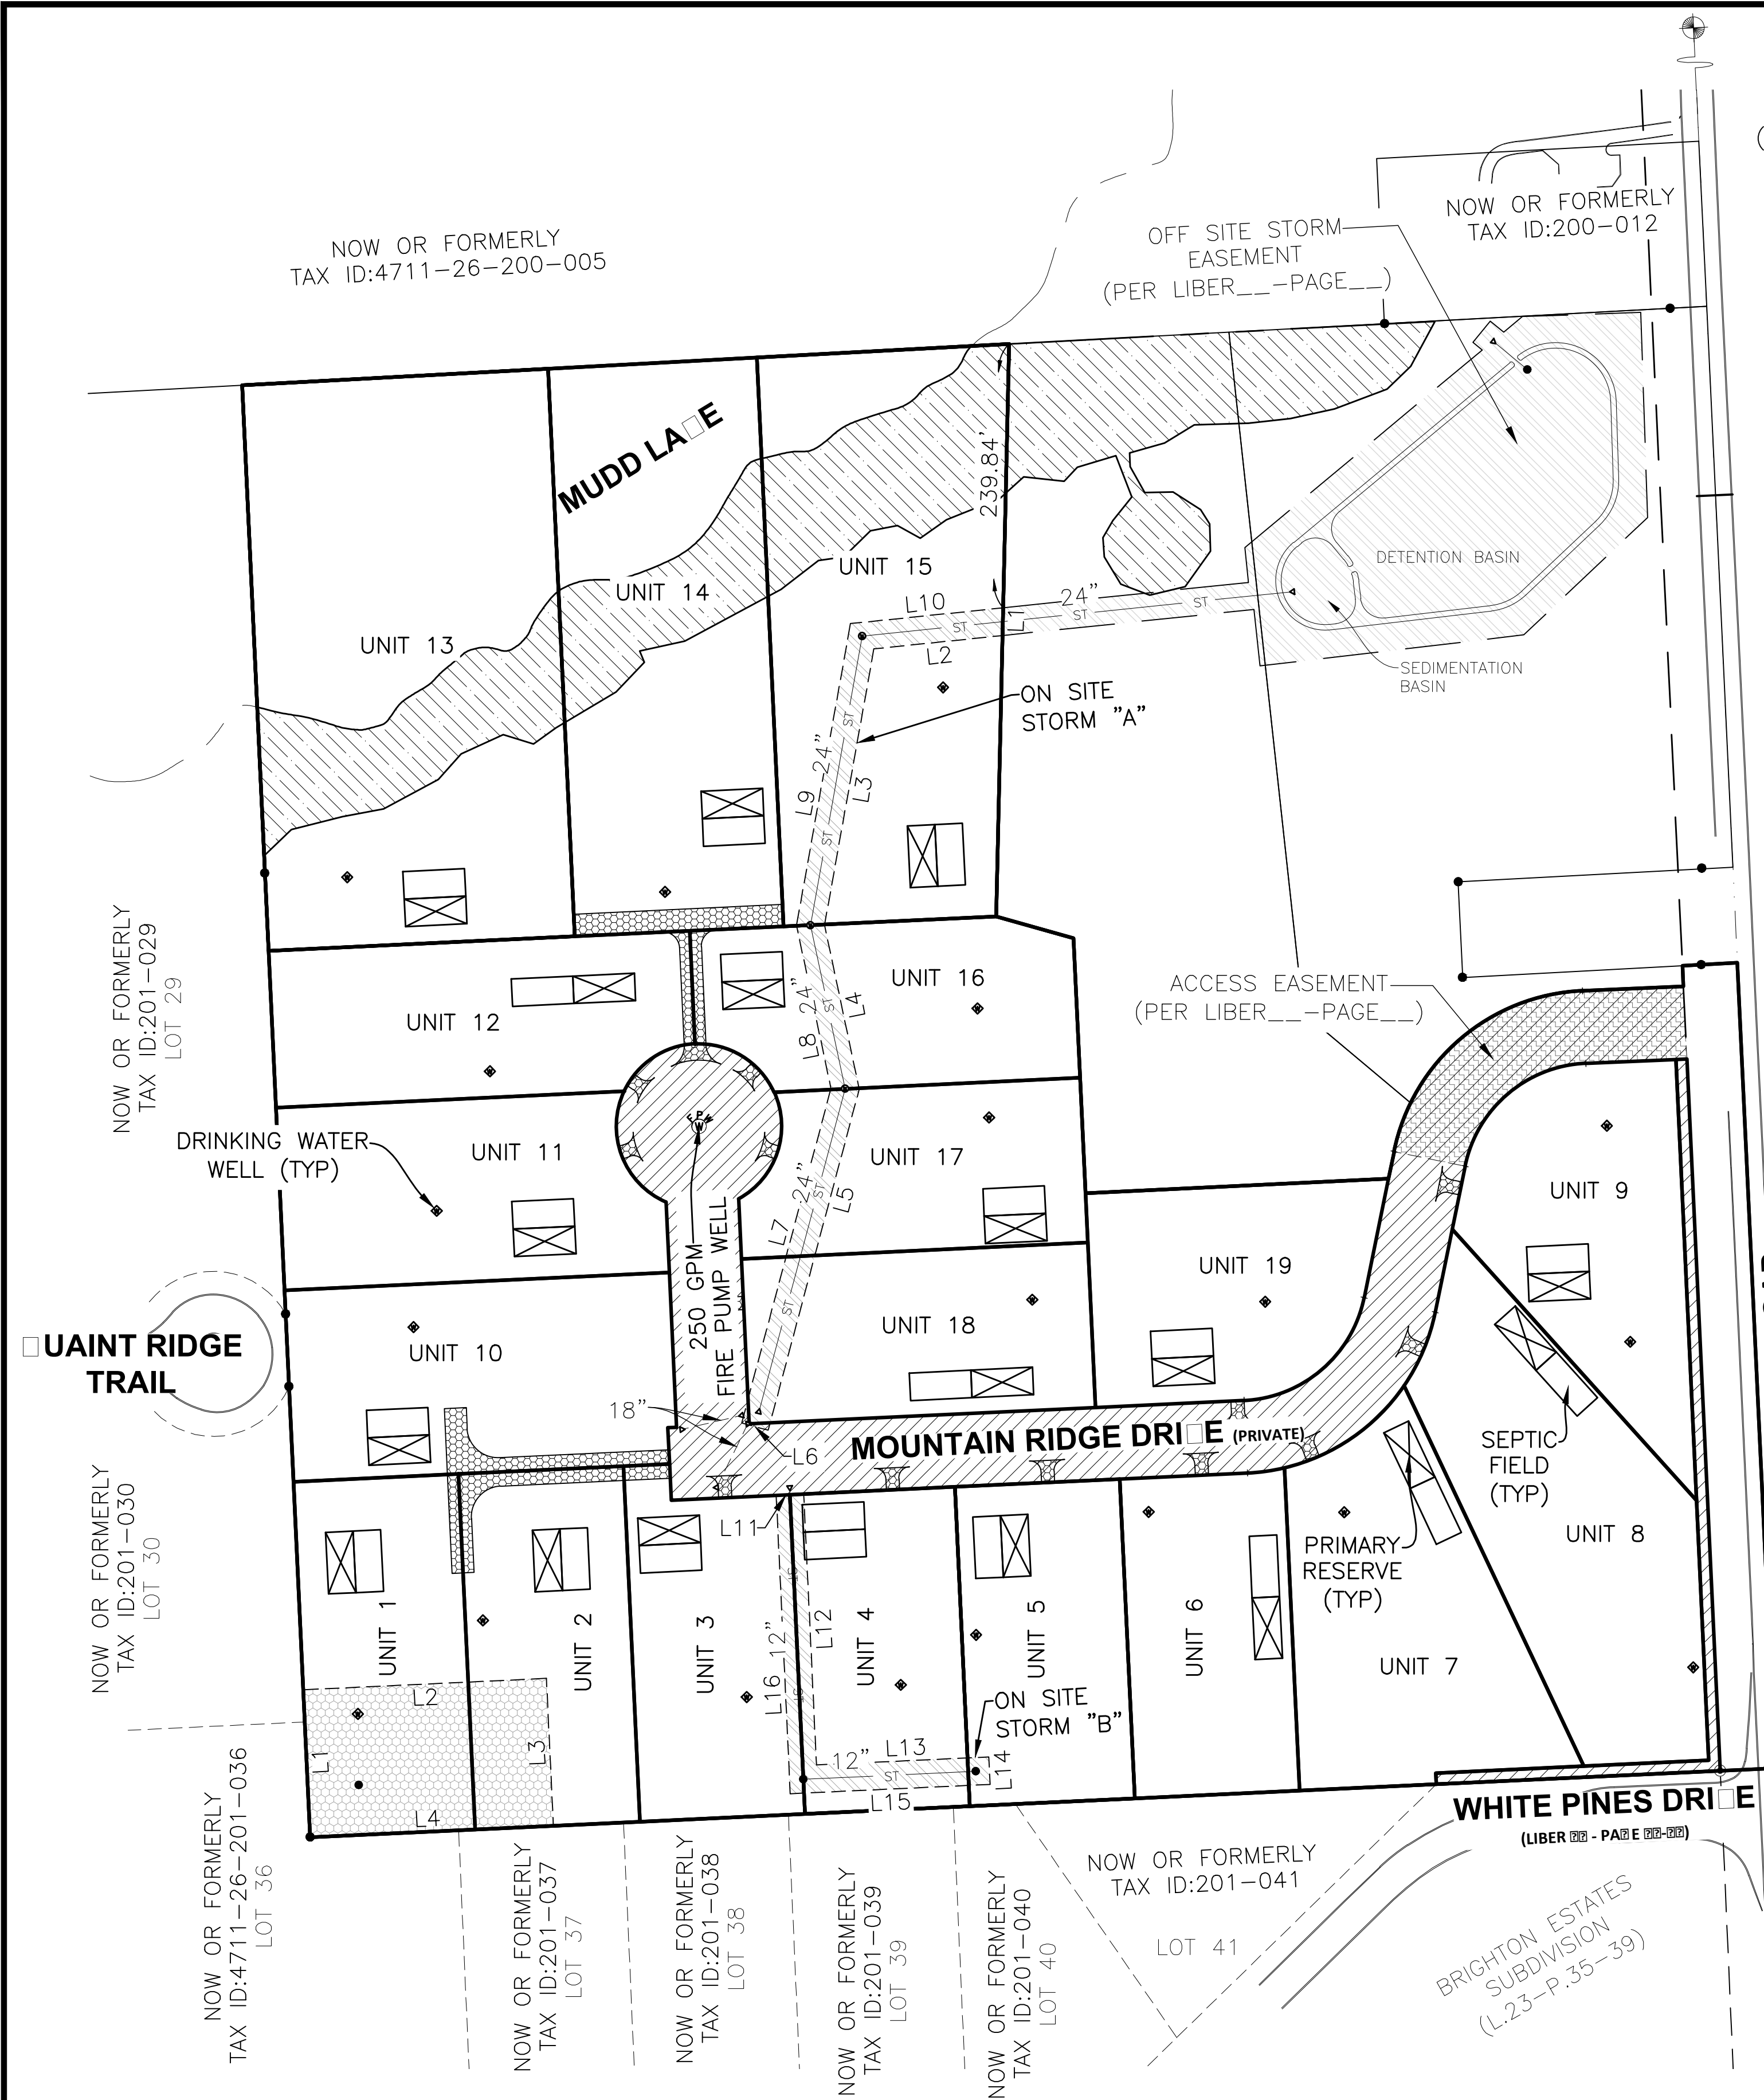 NOW OR FORMERLY
TAX ID:4711-26-200-005
OFF SITE STORM
EASEMENT
(PER LIBER__-PAGE__)
NOW OR FORMERLY
TAX ID:200-012
MUDD LA□E
239.84'
UNIT 15
UNIT 14
UNIT 13
DETENTION BASIN
L10
24"
ST
ST
ST
L1
L2
SEDIMENTATION
BASIN
ON SITE
STORM "A"
ST
24"
L9
L3
ST
NOW OR FORMERLY
TAX ID:201-029
LOT 29
UNIT 16
UNIT 12
24"
L8
L4
ST
ACCESS EASEMENT
(PER LIBER__-PAGE__)
DRINKING WATER
WELL (TYP)
UNIT 11
UNIT 17
F P W
W
24"
L7
L5
ST
ST
UNIT 9
250 GPM
FIRE PUMP WELL
UNIT 19
UNIT 18
UNIT 10
□UAINT RIDGE
TRAIL
18"
L6
MOUNTAIN RIDGE DRI□E (PRIVATE)
SEPTIC
FIELD
(TYP)
L11
NOW OR FORMERLY
TAX ID:201-030
LOT 30
PRIMARY
RESERVE
(TYP)
UNIT 8
UNIT 1
UNIT 2
UNIT 3
L16
12"
ST
ST
L12
UNIT 4
UNIT 5
UNIT 6
UNIT 7
L2
L1
L3
L4
ON SITE
STORM "B"
12"
L13
ST
L14
L15
WHITE PINES DRI□E
(LIBER □□ - PA□E □□-□□)
NOW OR FORMERLY
TAX ID:4711-26-201-036
LOT 36
NOW OR FORMERLY
TAX ID:201-037
LOT 37
NOW OR FORMERLY
TAX ID:201-038
LOT 38
NOW OR FORMERLY
TAX ID:201-039
LOT 39
NOW OR FORMERLY
TAX ID:201-040
LOT 40
NOW OR FORMERLY
TAX ID:201-041
LOT 41
BRIGHTON ESTATES
SUBDIVISION
(L.23-P.35-39)